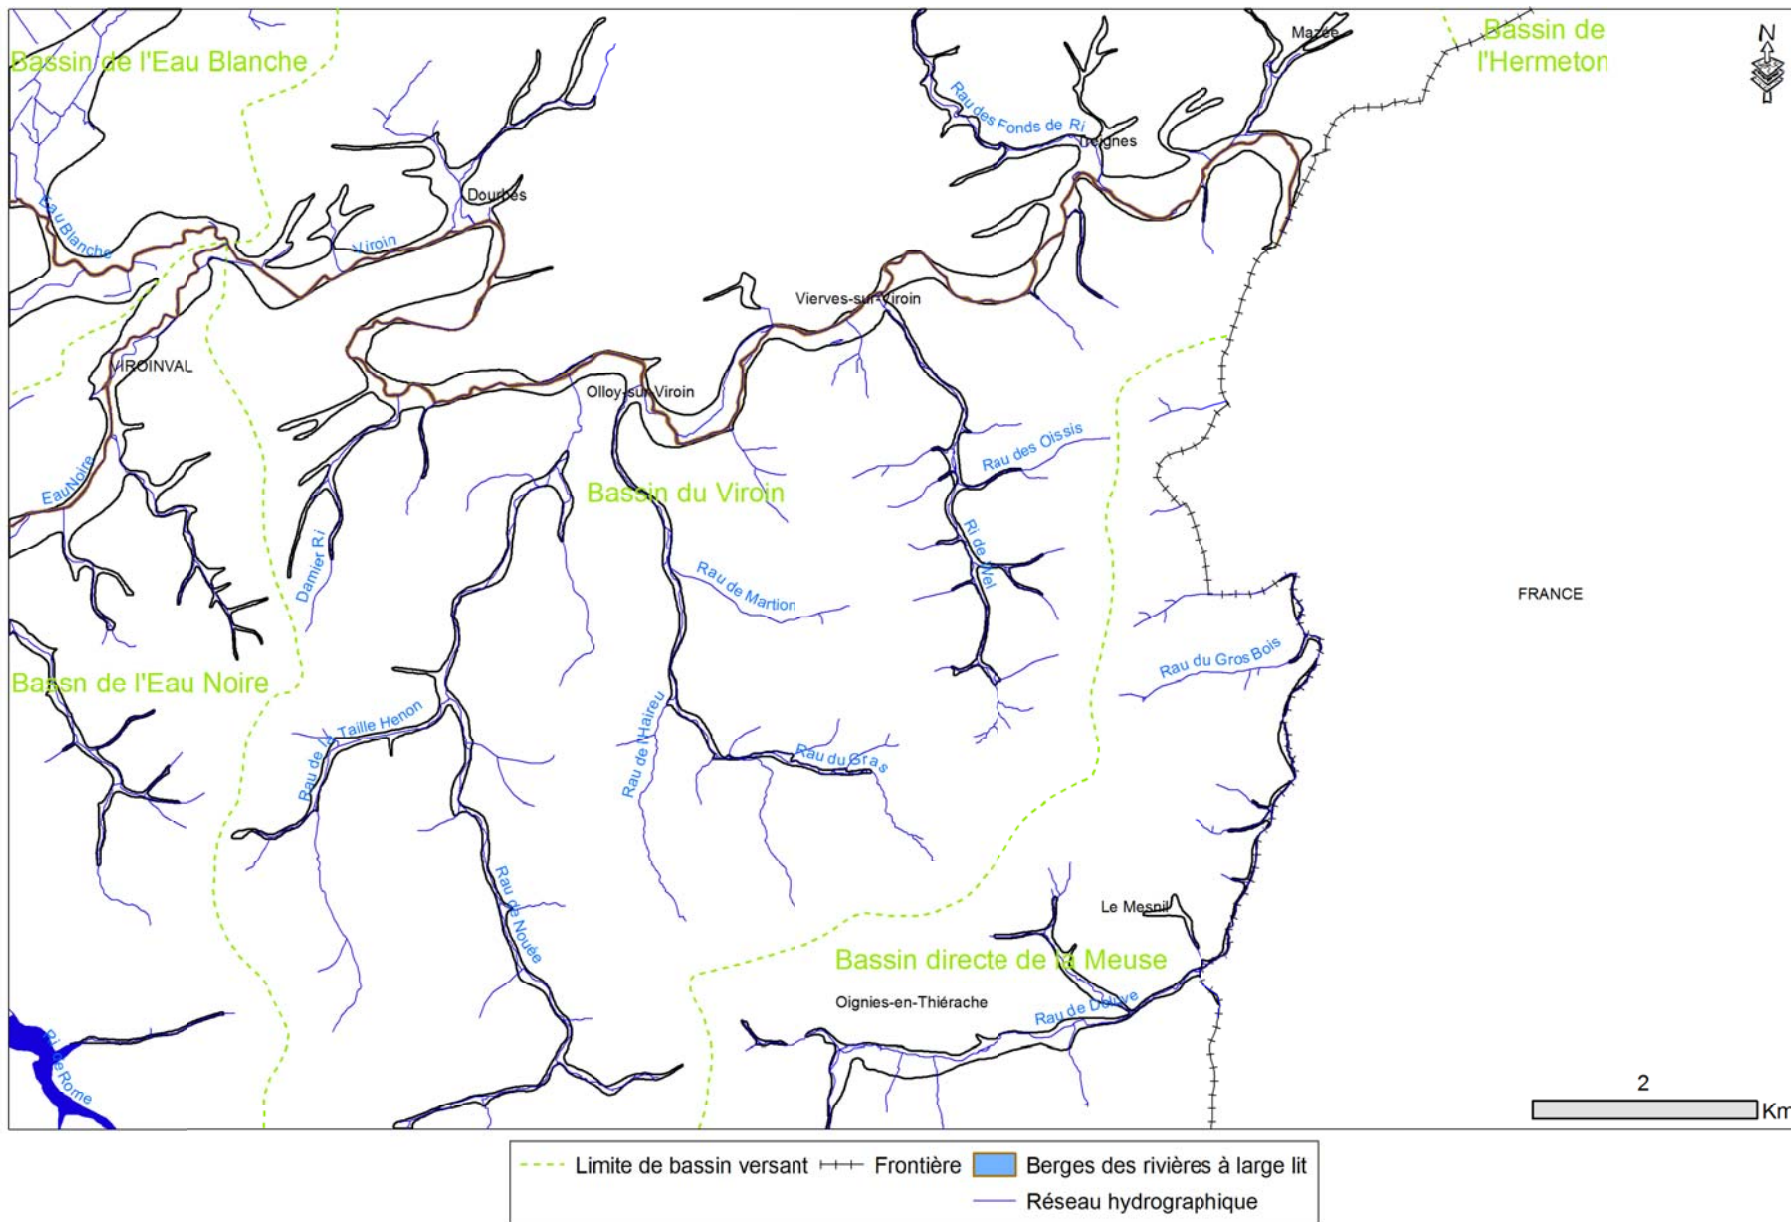 Bassin de l'Eau Blanche
Mazée
Bassin de
l'Hermeton
N
Rau des Fonds de Ri
Treignes
Dourbes
Eau Blanche
Viroin
Vierves-sur-Viroin
VIROINVAL
Olloy-sur-Viroin
Rau des Oissis
Eau Noire
Bassin du Viroin
Damier Ri
Ri de Wel
Rau de Martion
FRANCE
Rau du Gros Bois
Bassn de l'Eau Noire
Rau de la Taille Henon
Rau de l'Haireu
Rau du Gras
Rau de Nouée
Le Mesnil
Bassin directe de la Meuse
Oignies-en-Thiérache
Rau de Deluve
Ri de Rome
2
Km
Limite de bassin versant
Frontière
Berges des rivières à large lit
Réseau hydrographique